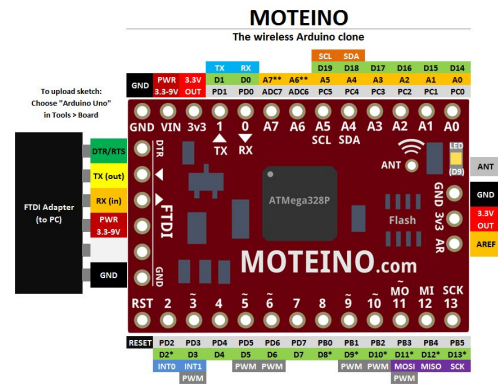 MOTEINO
The wireless Arduino clone
SCL SDA
TX RX D19 D18 D17 D16 D15 D14
GND PWR 3.3-9V 3.3V OUT D1 D0 A7** A6** A5 A4 A3 A2 A1 A0
PD1 PD0 ADC7 ADC6 PC5 PC4 PC3 PC2 PC1 PC0
To upload sketch:
Choose "Arduino Uno"
in Tools > Board
GND VIN 3v3 1 0 A7 A6 A5 A4 A3 A2 A1 A0
TX RX SCL SDA
DTR LED
(D9)
ANT
FTDI
GND
ATMega328P
Flash
GND 3V3 AR
MOTEINO.com
FTDI Adapter
(to PC)
DTR/RTS
TX (out)
RX (in)
PWR
3.3-9V
GND
ANT
GND
3.3V
OUT
AREF
~ ~ ~ ~ ~ MO MI SCK
RST 2 3 4 5 6 7 8 9 10 11 12 13
RESET PD2 PD3 PD4 PD5 PD6 PD7 PB0 PB1 PB2 PB3 PB4 PB5
D2* D3 D4 D5 D6 D7 D8* D9* D10* D11* D12* D13*
INT0 INT1 PWM PWM PWM PWM MOSI MISO SCK
PWM PWM